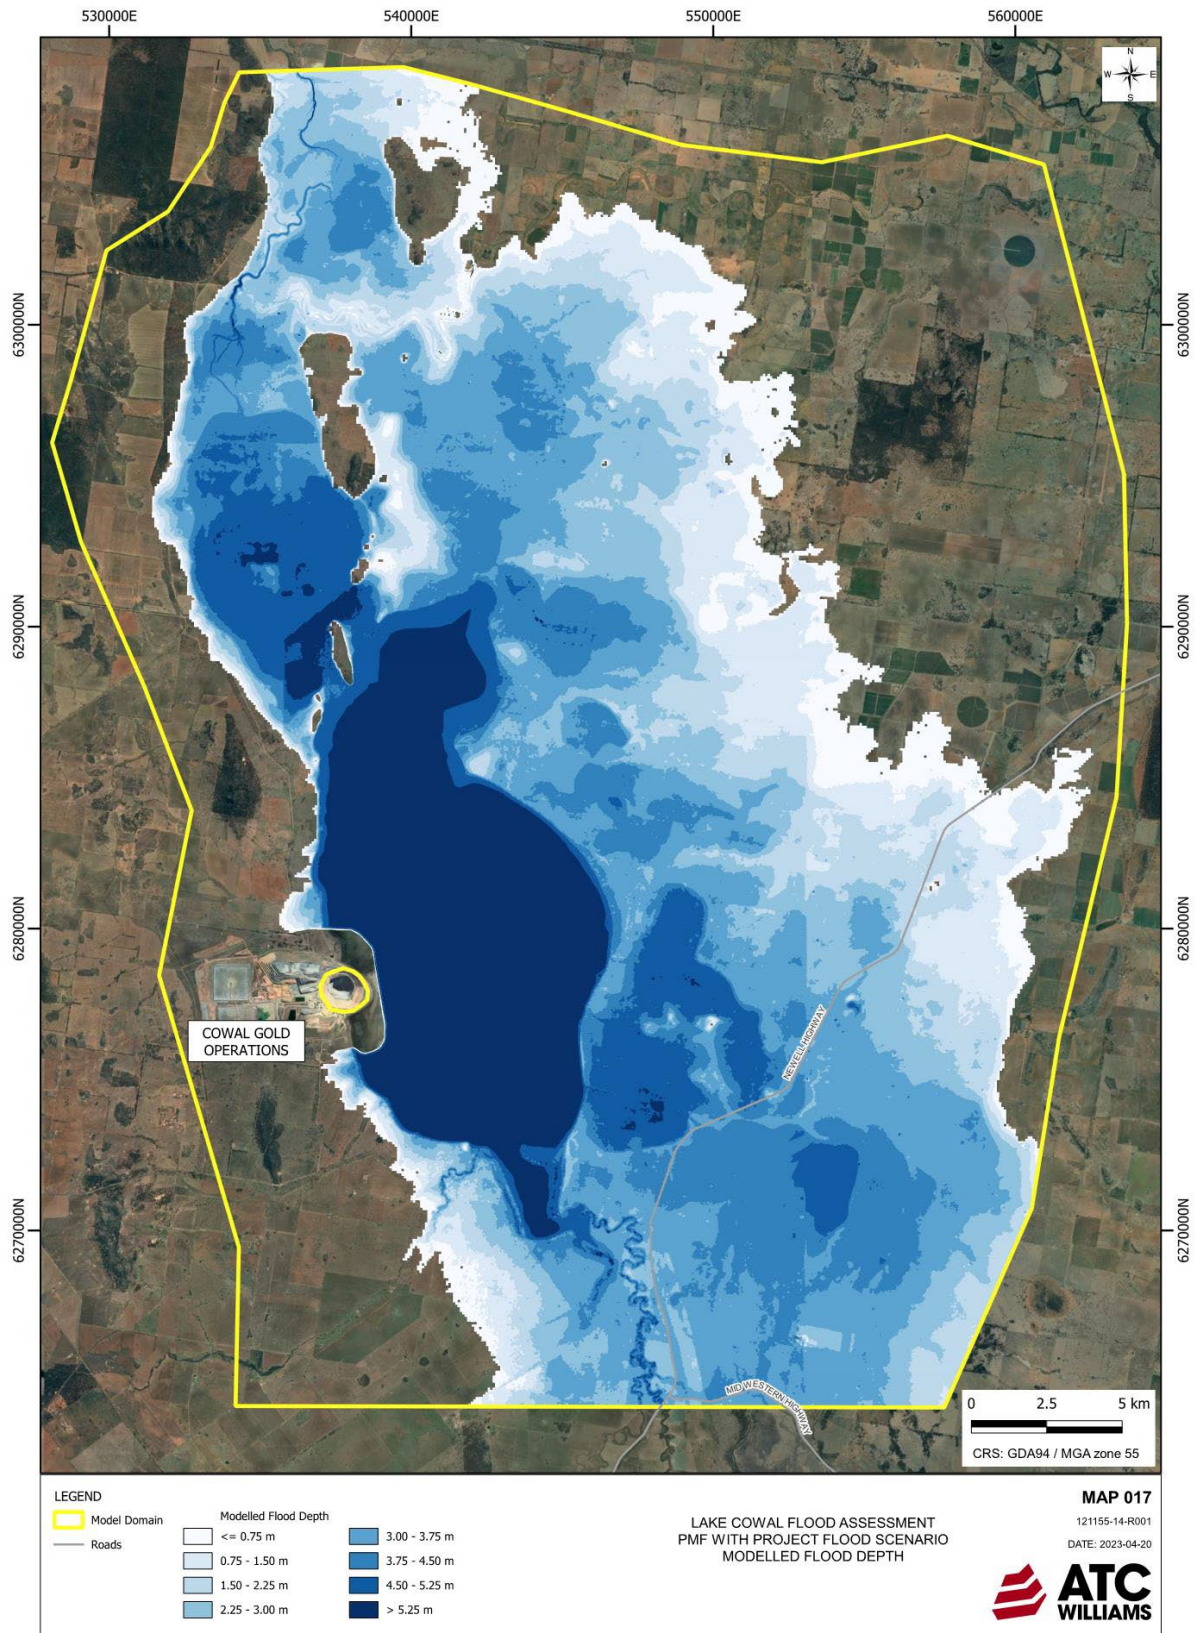 530000E 540000E 550000E 560000E
N
W E
S
6300000N 6300000N
6290000N 6290000N
6280000N 6280000N
COWAL GOLD
OPERATIONS
NEWELL HIGHWAY
6270000N 6270000N
MID WESTERN HIGHWAY
0 2.5 5 km
CRS: GDA94 / MGA zone 55
LEGEND
Model Domain
Roads
Modelled Flood Depth
<= 0.75 m
0.75 - 1.50 m
1.50 - 2.25 m
2.25 - 3.00 m
3.00 - 3.75 m
3.75 - 4.50 m
4.50 - 5.25 m
> 5.25 m
LAKE COWAL FLOOD ASSESSMENT
PMF WITH PROJECT FLOOD SCENARIO
MODELLED FLOOD DEPTH
MAP 017
121155-14-R001
DATE: 2023-04-20
ATC
WILLIAMS